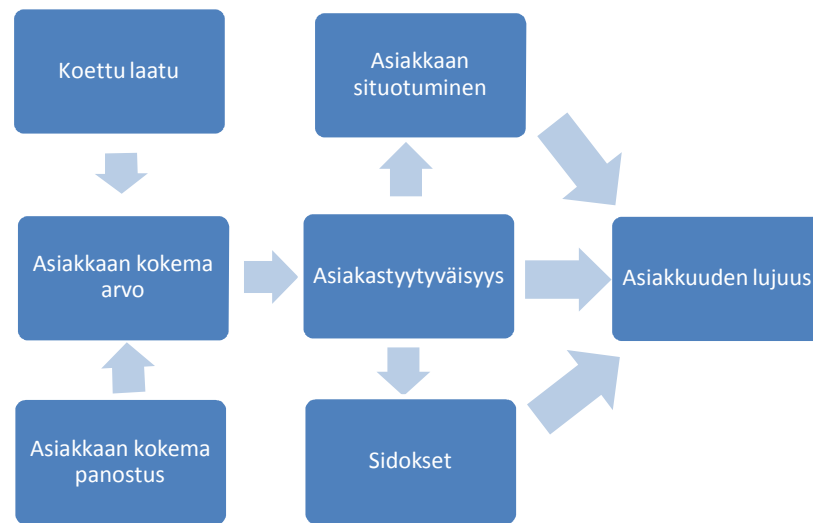 Koettu laatu
Asiakkaan
situotuminen
Asiakkaan kokema
arvo
Asiakastyytyväisyys
Asiakkuuden lujuus
Asiakkaan kokema
panostus
Sidokset